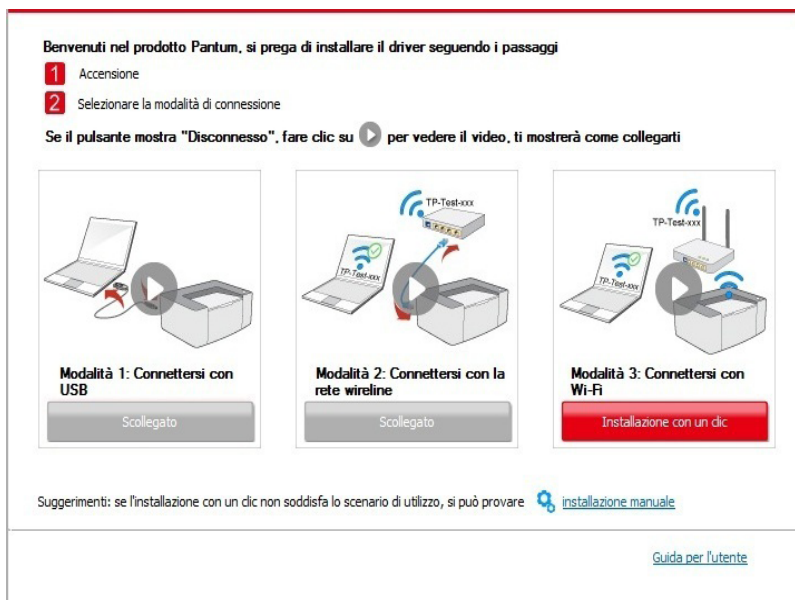 Benvenuti nel prodotto Pantum, si prega di installare il driver seguendo i passaggi
1 Accensione
2 Selezionare la modalità di connessione
Se il pulsante mostra "Disconnesso", fare clic su per vedere il video, ti mostrerà come collegarti
TP-Test-xxx
TP-Test-xxx
TP-Test-xxx
TP-Test-xxx
Modalità 1: Connettersi con
USB
Scollegato
Modalità 2: Connettersi con la
rete wireline
Scollegato
Modalità 3: Connettersi con
Wi-Fi
Installazione con un clic
Suggerimenti: se l'installazione con un clic non soddisfa lo scenario di utilizzo, si può provare installazione manuale
Guida per l'utente